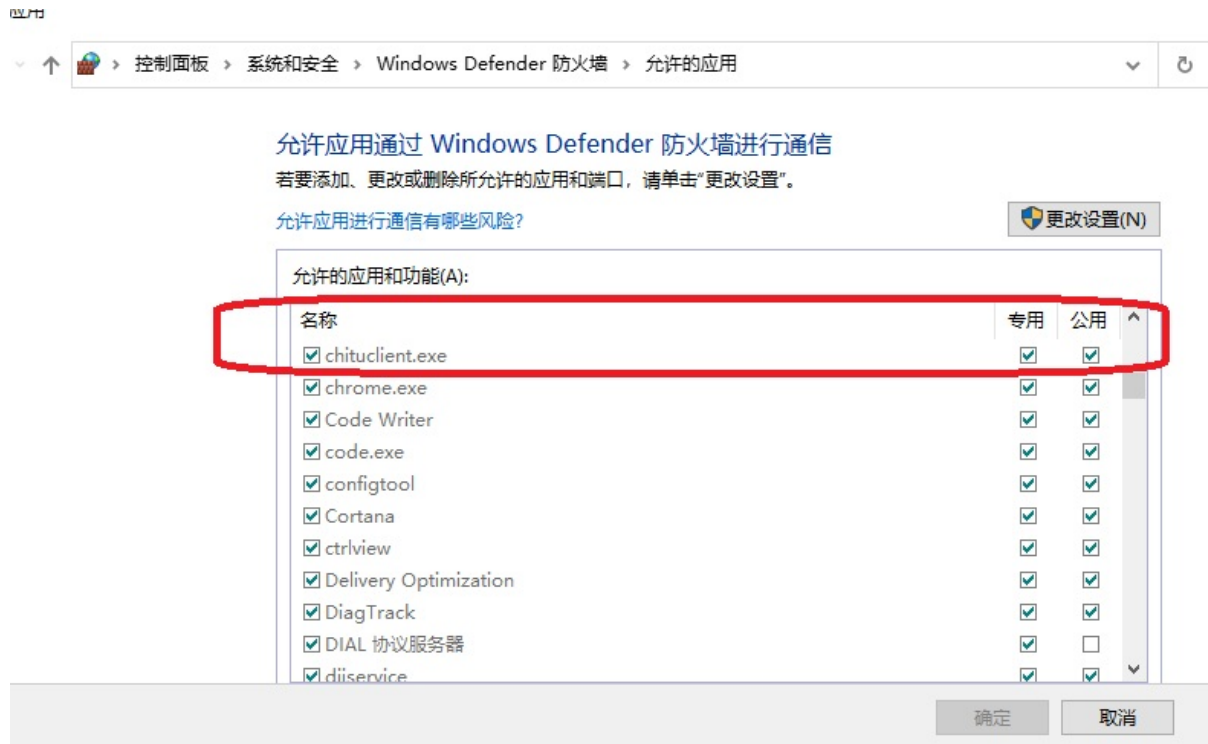 应用
控制面板 › 系统和安全 › Windows Defender 防火墙 › 允许的应用
允许应用通过 Windows Defender 防火墙进行通信
若要添加、更改或删除所允许的应用和端口，请单击“更改设置”。
允许应用进行通信有哪些风险?
更改设置(N)
允许的应用和功能(A):
名称 专用 公用
chituclient.exe
chrome.exe
Code Writer
code.exe
configtool
Cortana
ctrlview
Delivery Optimization
DiagTrack
DIAL 协议服务器
diiservice
确定 取消